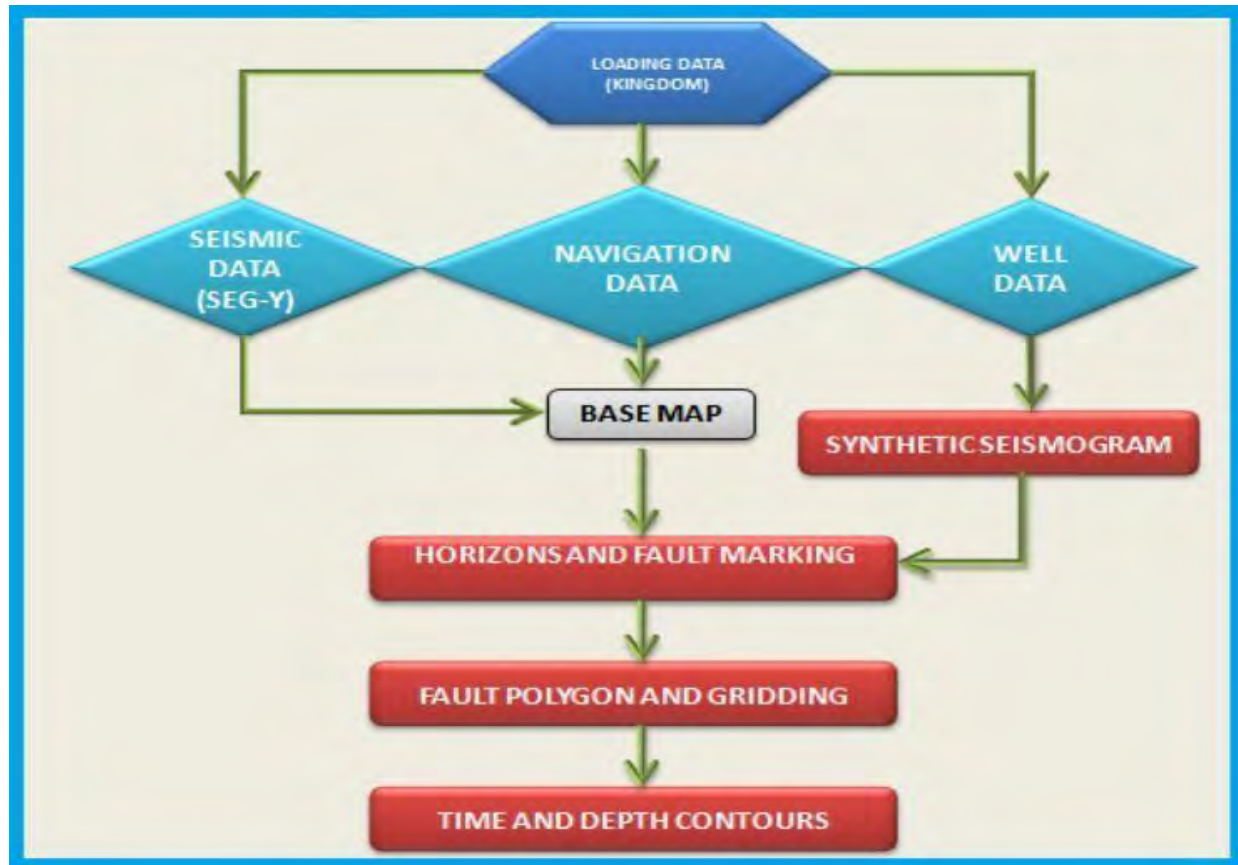 LOADING DATA
(KINGDOM)
SEISMIC
DATA
(SEG-Y)
NAVIGATION
DATA
WELL
DATA
BASE MAP
SYNTHETIC SEISMOGRAM
HORIZONS AND FAULT MARKING
FAULT POLYGON AND GRIDDING
TIME AND DEPTH CONTOURS